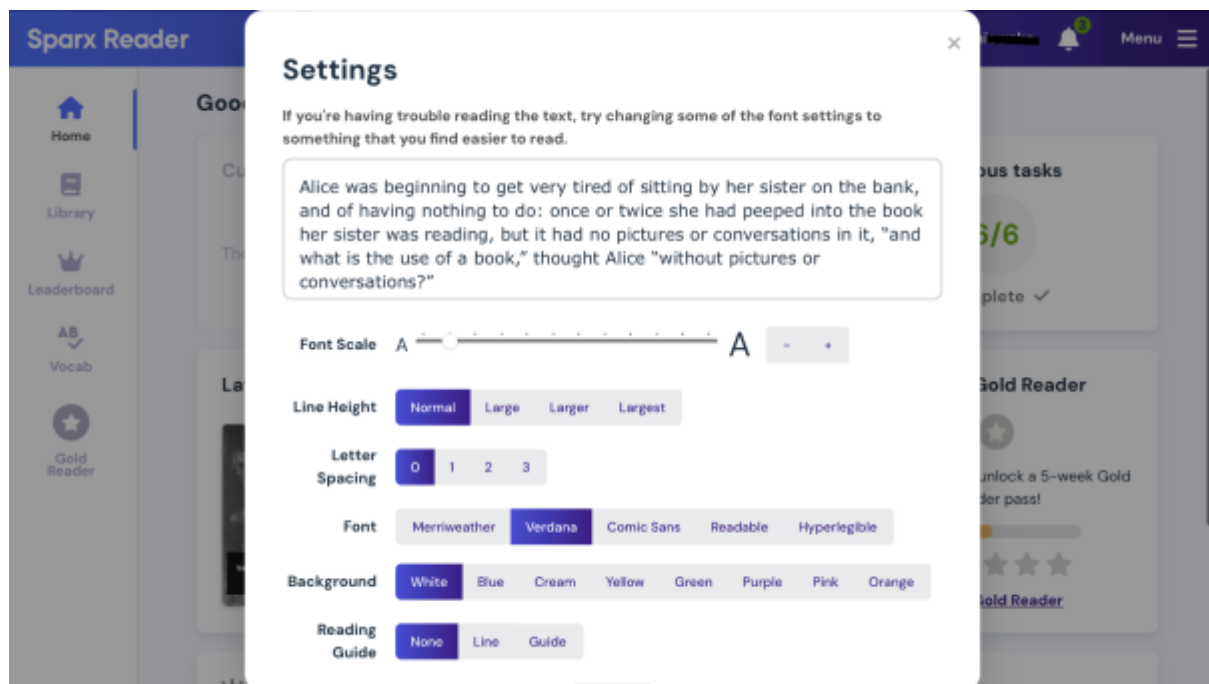 Sparx Reader
3
Menu
Home
Library
Leaderboard
AB
Vocab
Gold
Reader
Settings
If you're having trouble reading the text, try changing some of the font settings to
something that you find easier to read.
Alice was beginning to get very tired of sitting by her sister on the bank,
and of having nothing to do: once or twice she had peeped into the book
her sister was reading, but it had no pictures or conversations in it, “and
what is the use of a book,” thought Alice “without pictures or
conversations?”
Font Scale A A - +
Line Height Normal Large Larger Largest
Letter
Spacing
0 1 2 3
Font Merriweather Verdana Comic Sans Readable Hyperlegible
Background White Blue Cream Yellow Green Purple Pink Orange
Reading
Guide
None Line Guide
tasks
/6
Gold Reader
unlock a 5-week Gold
pass!
Gold Reader